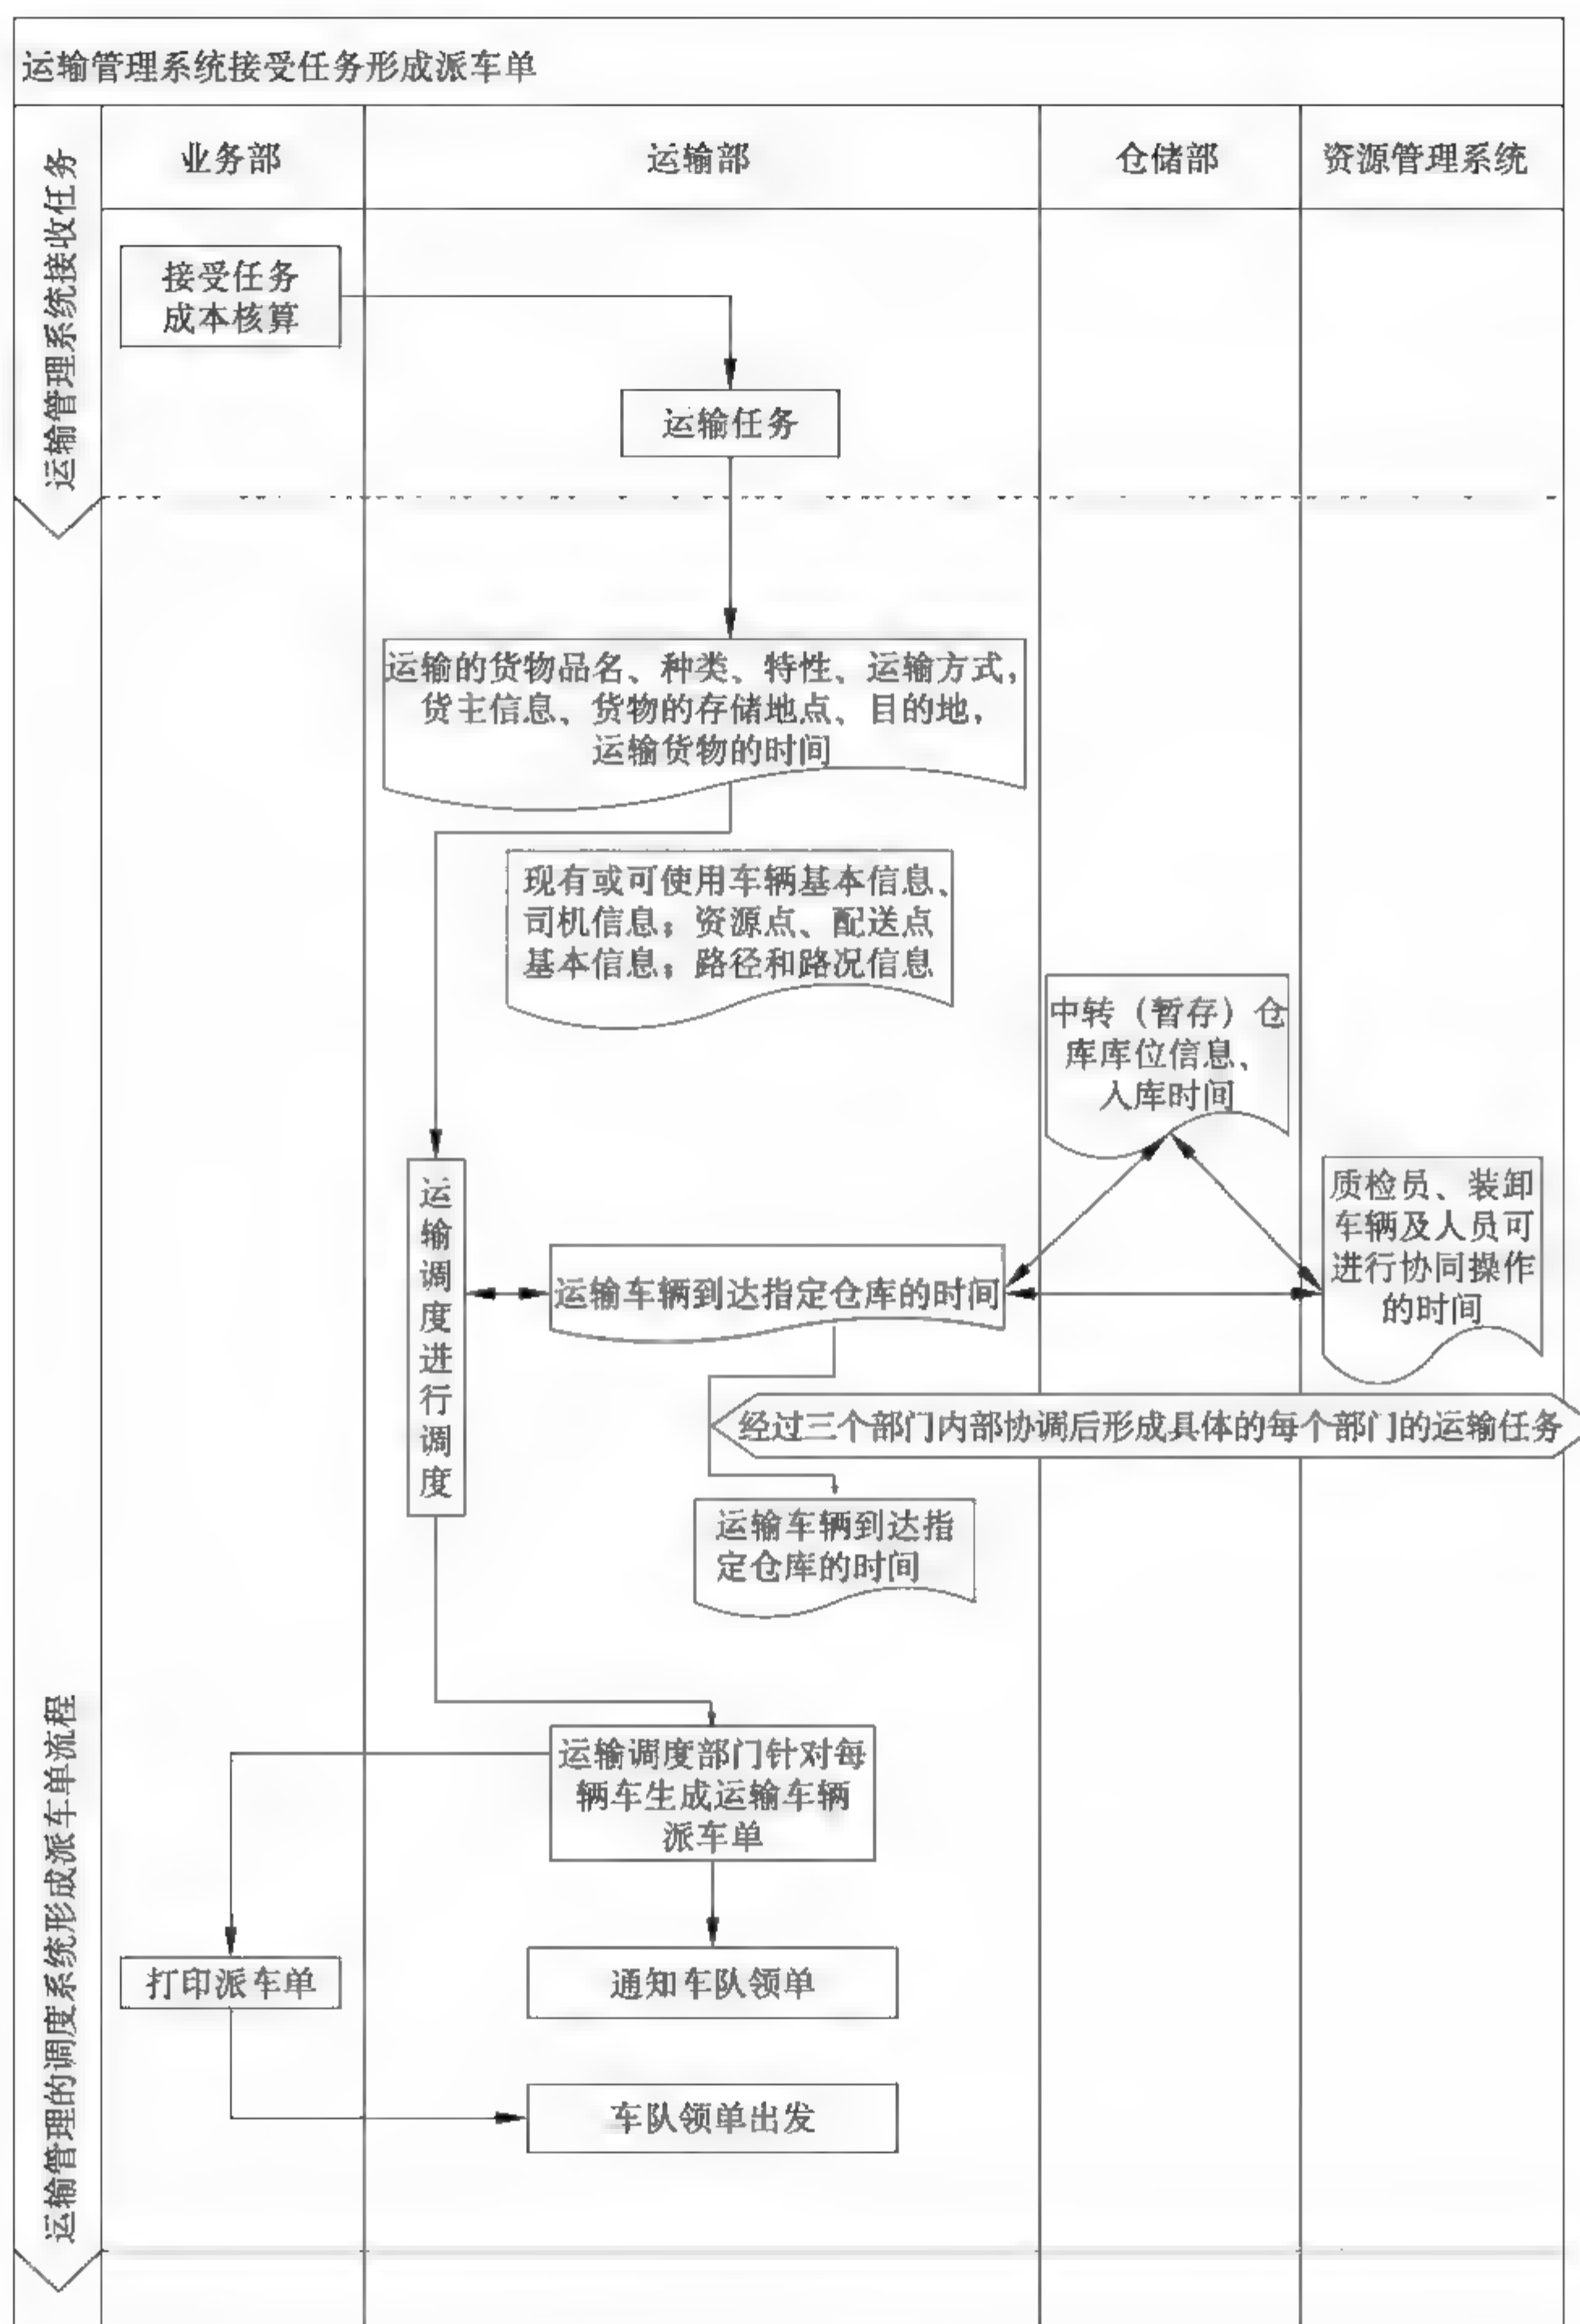 运输管理系统接受任务形成派车单
业务部
运输部
仓储部
资源管理系统
运输管理系统接收任务
接受任务
成本核算
运输任务
运输的货物品名、种类、特性、运输方式，
货主信息、货物的存储地点、目的地，
运输货物的时间
现有或可使用车辆基本信息、
司机信息；资源点、配送点
基本信息；路径和路况信息
中转（暂存）仓
库库位信息、
入库时间
质检员、装卸
车辆及人员可
进行协同操作
的时间
运输调度进行调度
运输车辆到达指定仓库的时间
经过三个部门内部协调后形成具体的每个部门的运输任务
运输车辆到达指
定仓库的时间
运输管理的调度系统形成派车单流程
运输调度部门针对每
辆车生成运输车辆
派车单
打印派车单
通知车队领单
车队领单出发